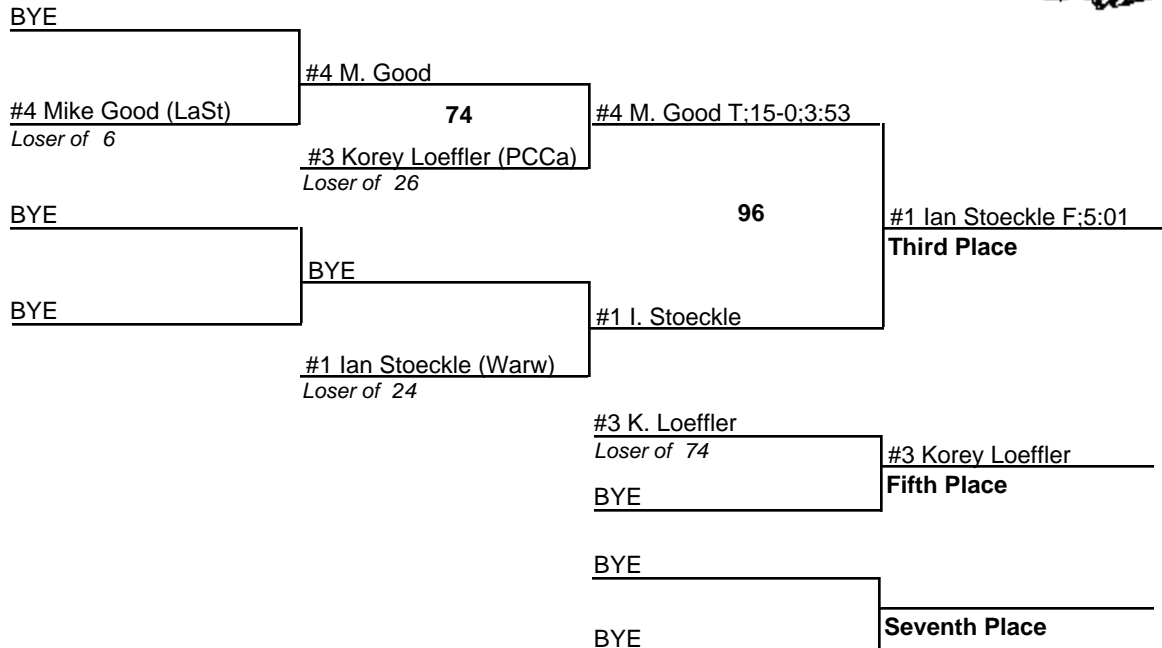 BYE
#4 M. Good
#4 Mike Good (LaSt)
74
#4 M. Good T;15-0;3:53
Loser of 6
#3 Korey Loeffler (PCCa)
Loser of 26
BYE
96
#1 Ian Stoeckle F;5:01
Third Place
BYE
BYE
#1 I. Stoeckle
#1 Ian Stoeckle (Warw)
Loser of 24
#3 K. Loeffler
Loser of 74
#3 Korey Loeffler
Fifth Place
BYE
BYE
Seventh Place
BYE